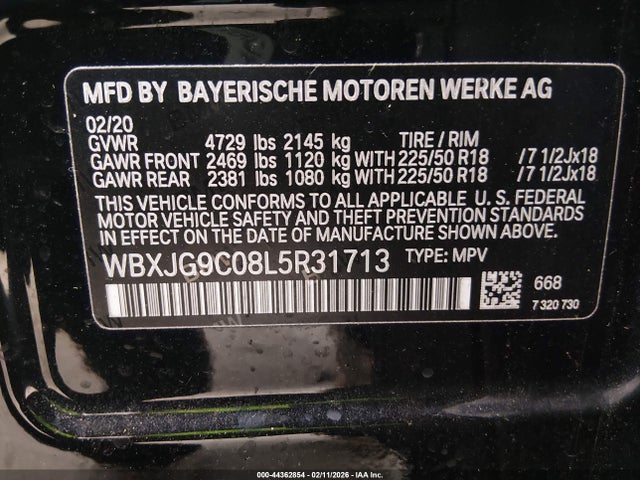 MFD BY BAYERISCHE MOTOREN WERKE AG
02/20
GVWR 4729 lbs 2145 kg TIRE / RIM
GAWR FRONT 2469 lbs 1120 kg WITH 225/50 R18 /7 1/2Jx18
GAWR REAR 2381 lbs 1080 kg WITH 225/50 R18 /7 1/2Jx18
THIS VEHICLE CONFORMS TO ALL APPLICABLE U. S. FEDERAL
MOTOR VEHICLE SAFETY AND THEFT PREVENTION STANDARDS
IN EFFECT ON THE DATE OF MANUFACTURE SHOWN ABOVE.
WBXJG9C08L5R31713 TYPE: MPV
668
7 320 730
000-44362854 - 02/11/2026 - IAA Inc.